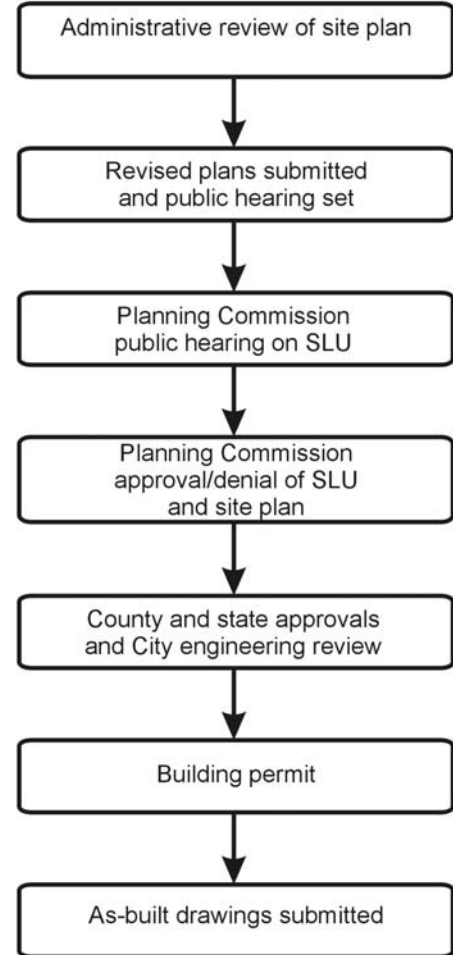 Administrative review of site plan
Revised plans submitted
and public hearing set
Planning Commission
public hearing on SLU
Planning Commission
approval/denial of SLU
and site plan
County and state approvals
and City engineering review
Building permit
As-built drawings submitted